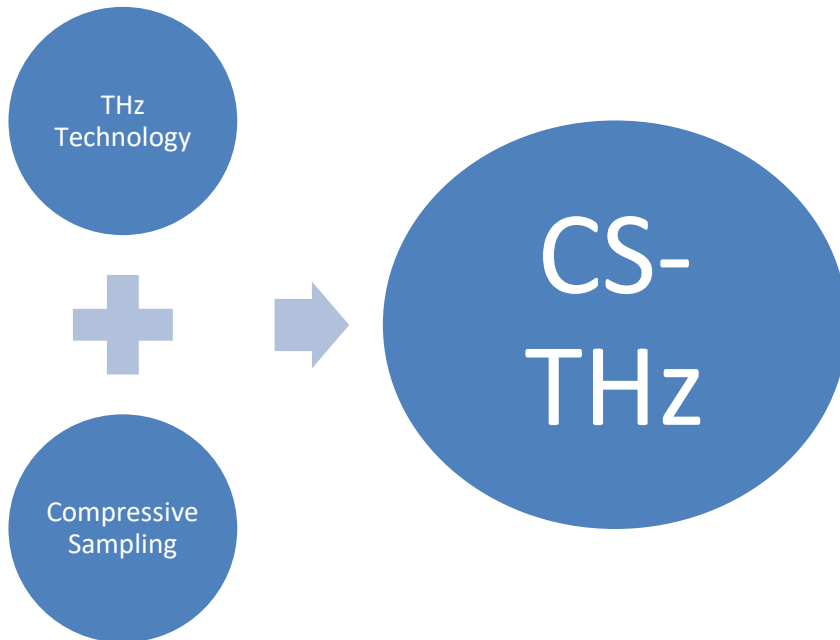 THz
Technology
Compressive
Sampling
CS-
THz